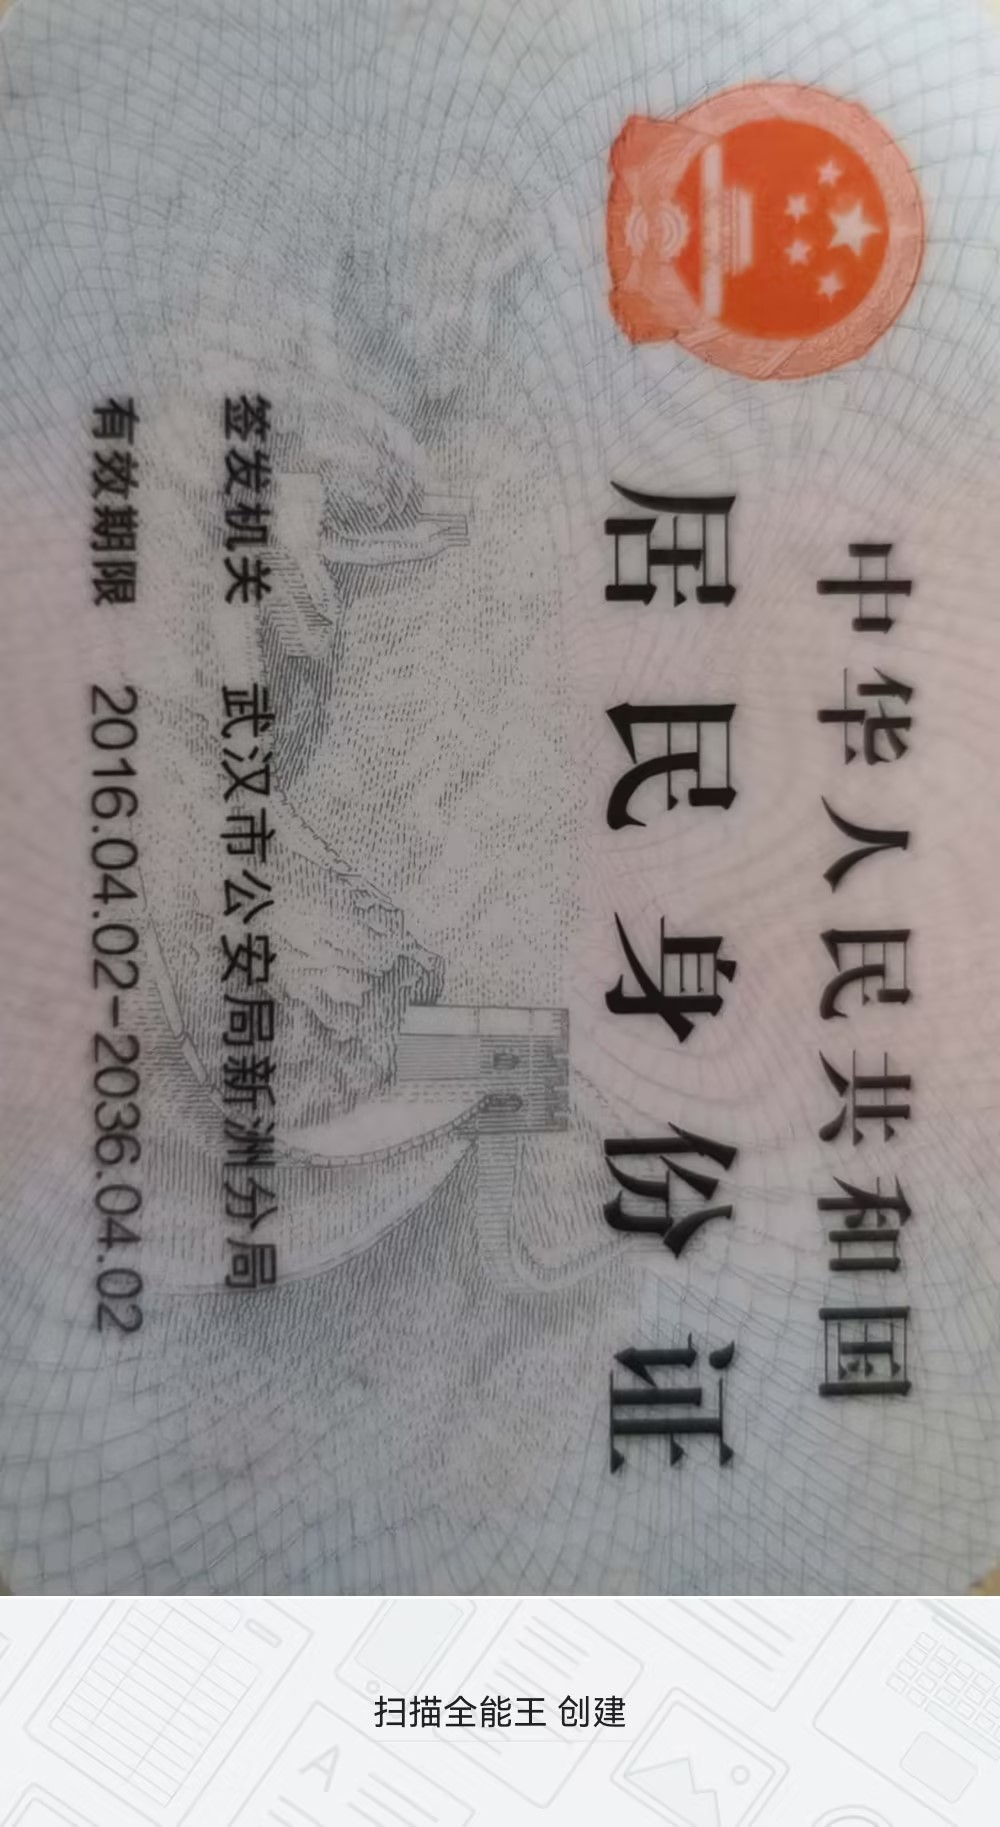 中华人民共和国
居民身份证
签发机关 武汉市公安局新洲分局
有效期限 2016.04.02-2036.04.02
扫描全能王 创建